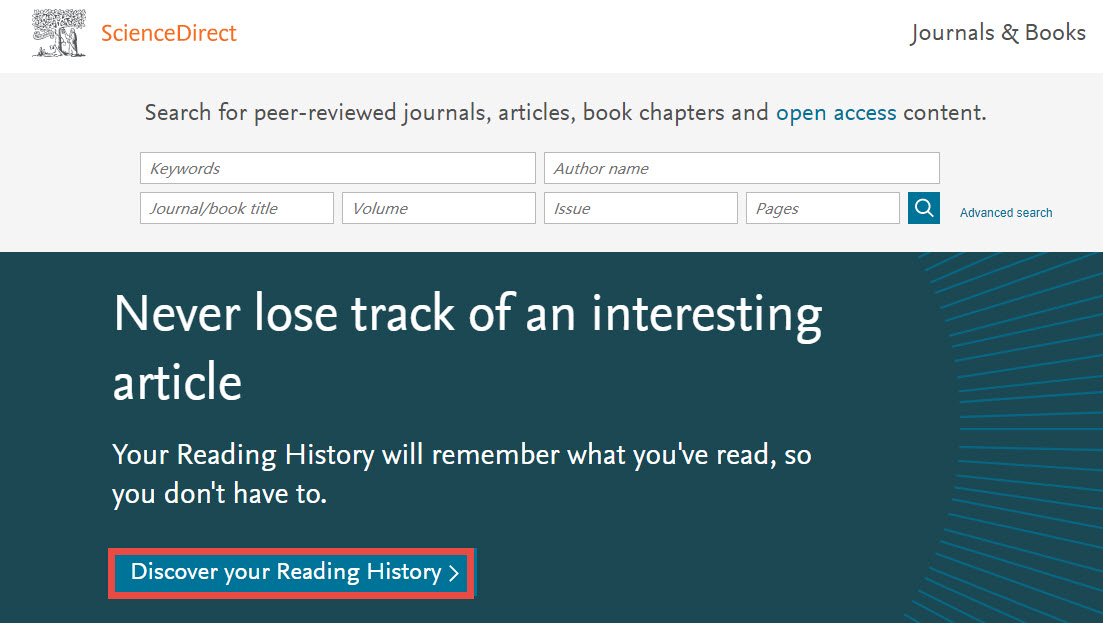 ScienceDirect
Journals & Books
Search for peer-reviewed journals, articles, book chapters and open access content.
Keywords
Author name
Journal/book title
Volume
Issue
Pages
Advanced search
Never lose track of an interesting
article
Your Reading History will remember what you've read, so
you don't have to.
Discover your Reading History